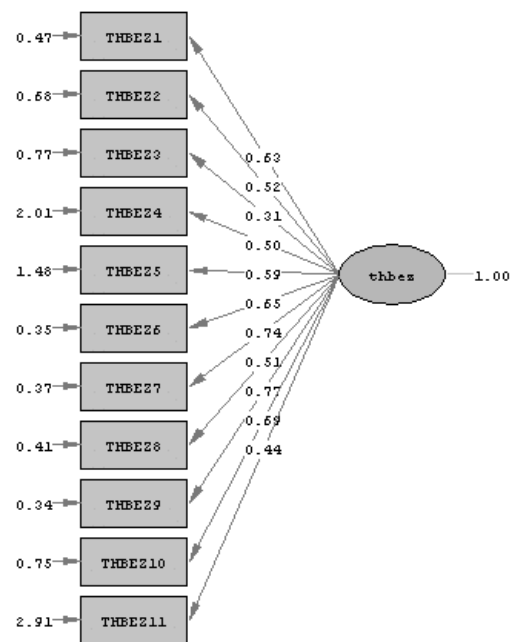 0.47 THBEZ1
0.68 THBEZ2
0.77 THBEZ3
0.63
0.52
2.01 THBEZ4
0.31
0.50
1.48 THBEZ5
0.59
thbez 1.00
0.65
0.35 THBEZ6
0.74
0.51
0.37 THBEZ7
0.77
0.69
0.41 THBEZ8
0.44
0.34 THBEZ9
0.75 THBEZ10
2.91 THBEZ11